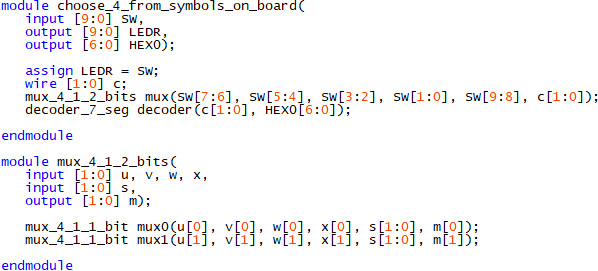 module choose_4_from_symbols_on_board(
input [9:0] SW,
output [9:0] LEDR,
output [6:0] HEX0);
assign LEDR = SW;
wire [1:0] c;
mux_4_1_2_bits mux(SW[7:6], SW[5:4], SW[3:2], SW[1:0], SW[9:8], c[1:0]);
decoder_7_seg decoder(c[1:0], HEX0[6:0]);
endmodule
module mux_4_1_2_bits(
input [1:0] u, v, w, x,
input [1:0] s,
output [1:0] m);
mux_4_1_1_bit mux0(u[0], v[0], w[0], x[0], s[1:0], m[0]);
mux_4_1_1_bit mux1(u[1], v[1], w[1], x[1], s[1:0], m[1]);
endmodule